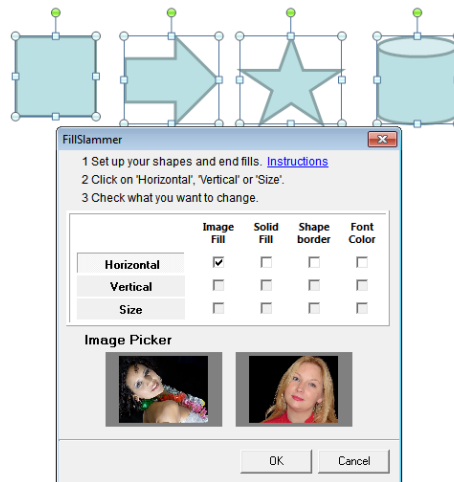 FillSlammer
1 Set up your shapes and end fills. Instructions
2 Click on 'Horizontal', 'Vertical' or 'Size'.
3 Check what you want to change.
Image Fill Solid Fill Shape border Font Color
Horizontal
Vertical
Size
Image Picker
OK Cancel